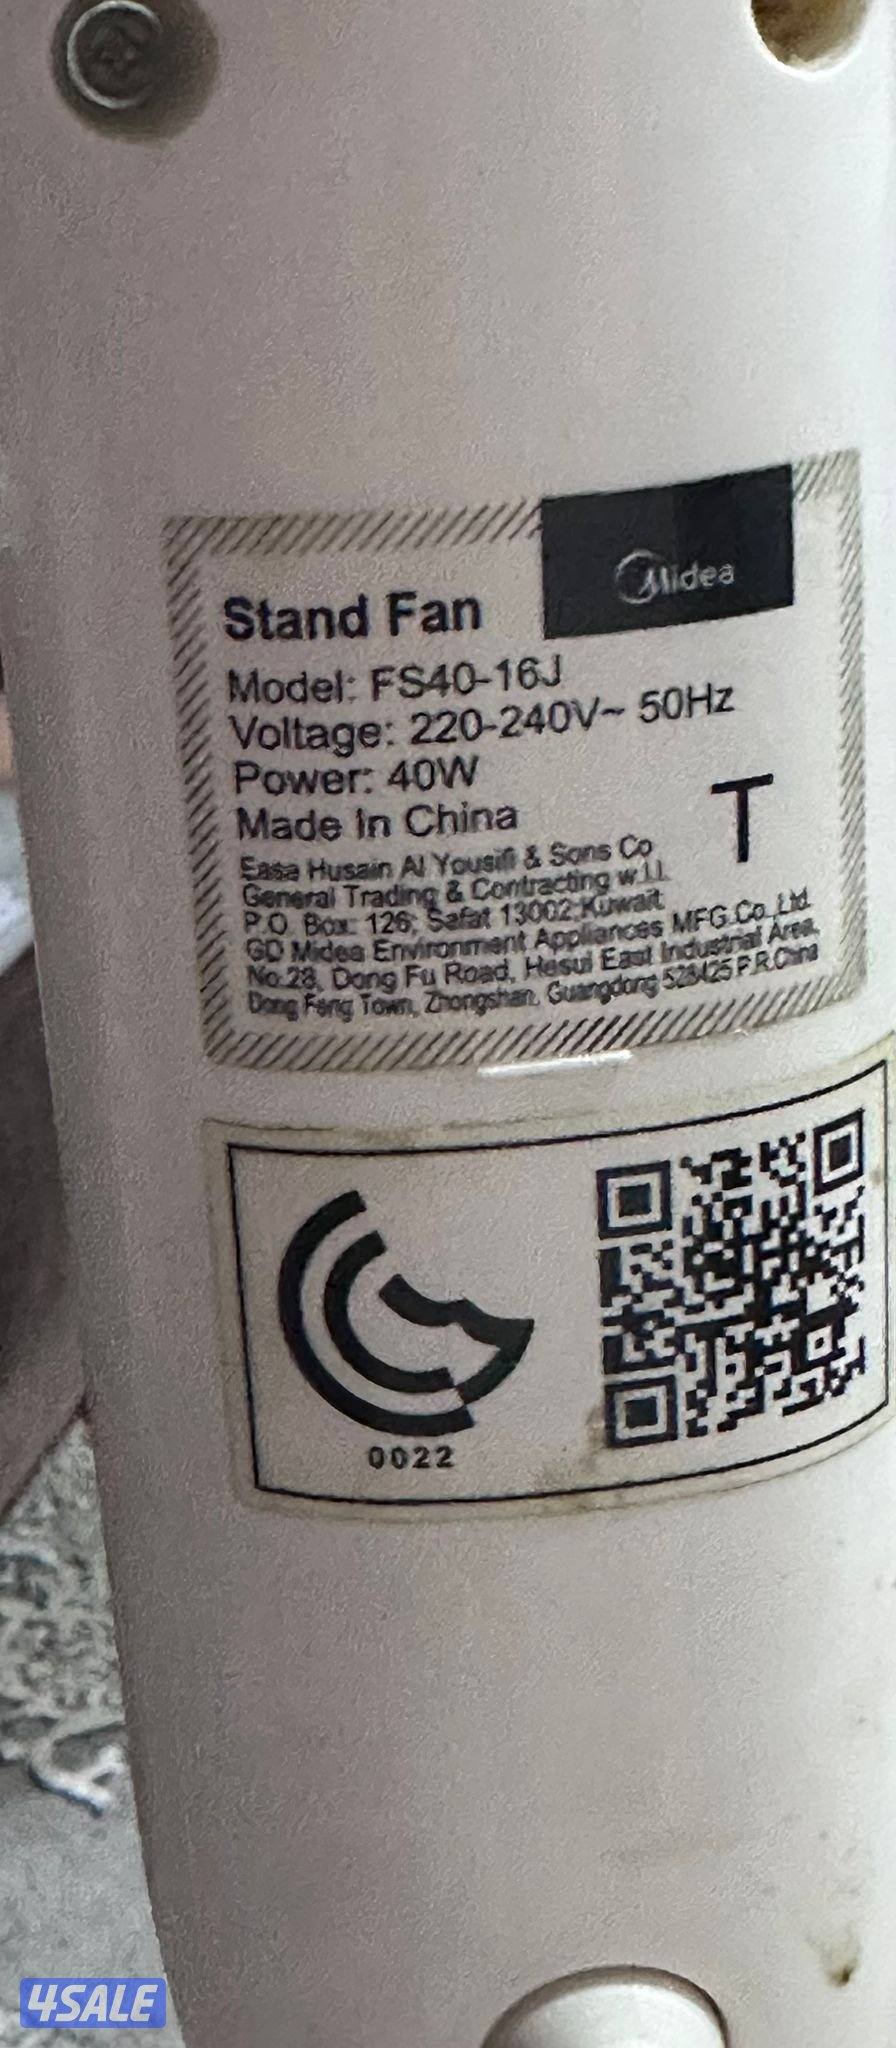 Midea
Stand Fan
Model: FS40-16J
Voltage: 220-240V~ 50Hz
Power: 40W
Made In China
T
Easa Husain Al Yousifi & Sons Co
General Trading & Contracting w.l.l.
P.O. Box: 126; Safat 13002;Kuwait
GD Midea Environment Appliances MFG.Co.,Ltd.
No.28, Dong Fu Road, Hesui East Industrial Area,
Dong Feng Town, Zhongshan, Guangdong 528425 P.R.China
0022
4SALE